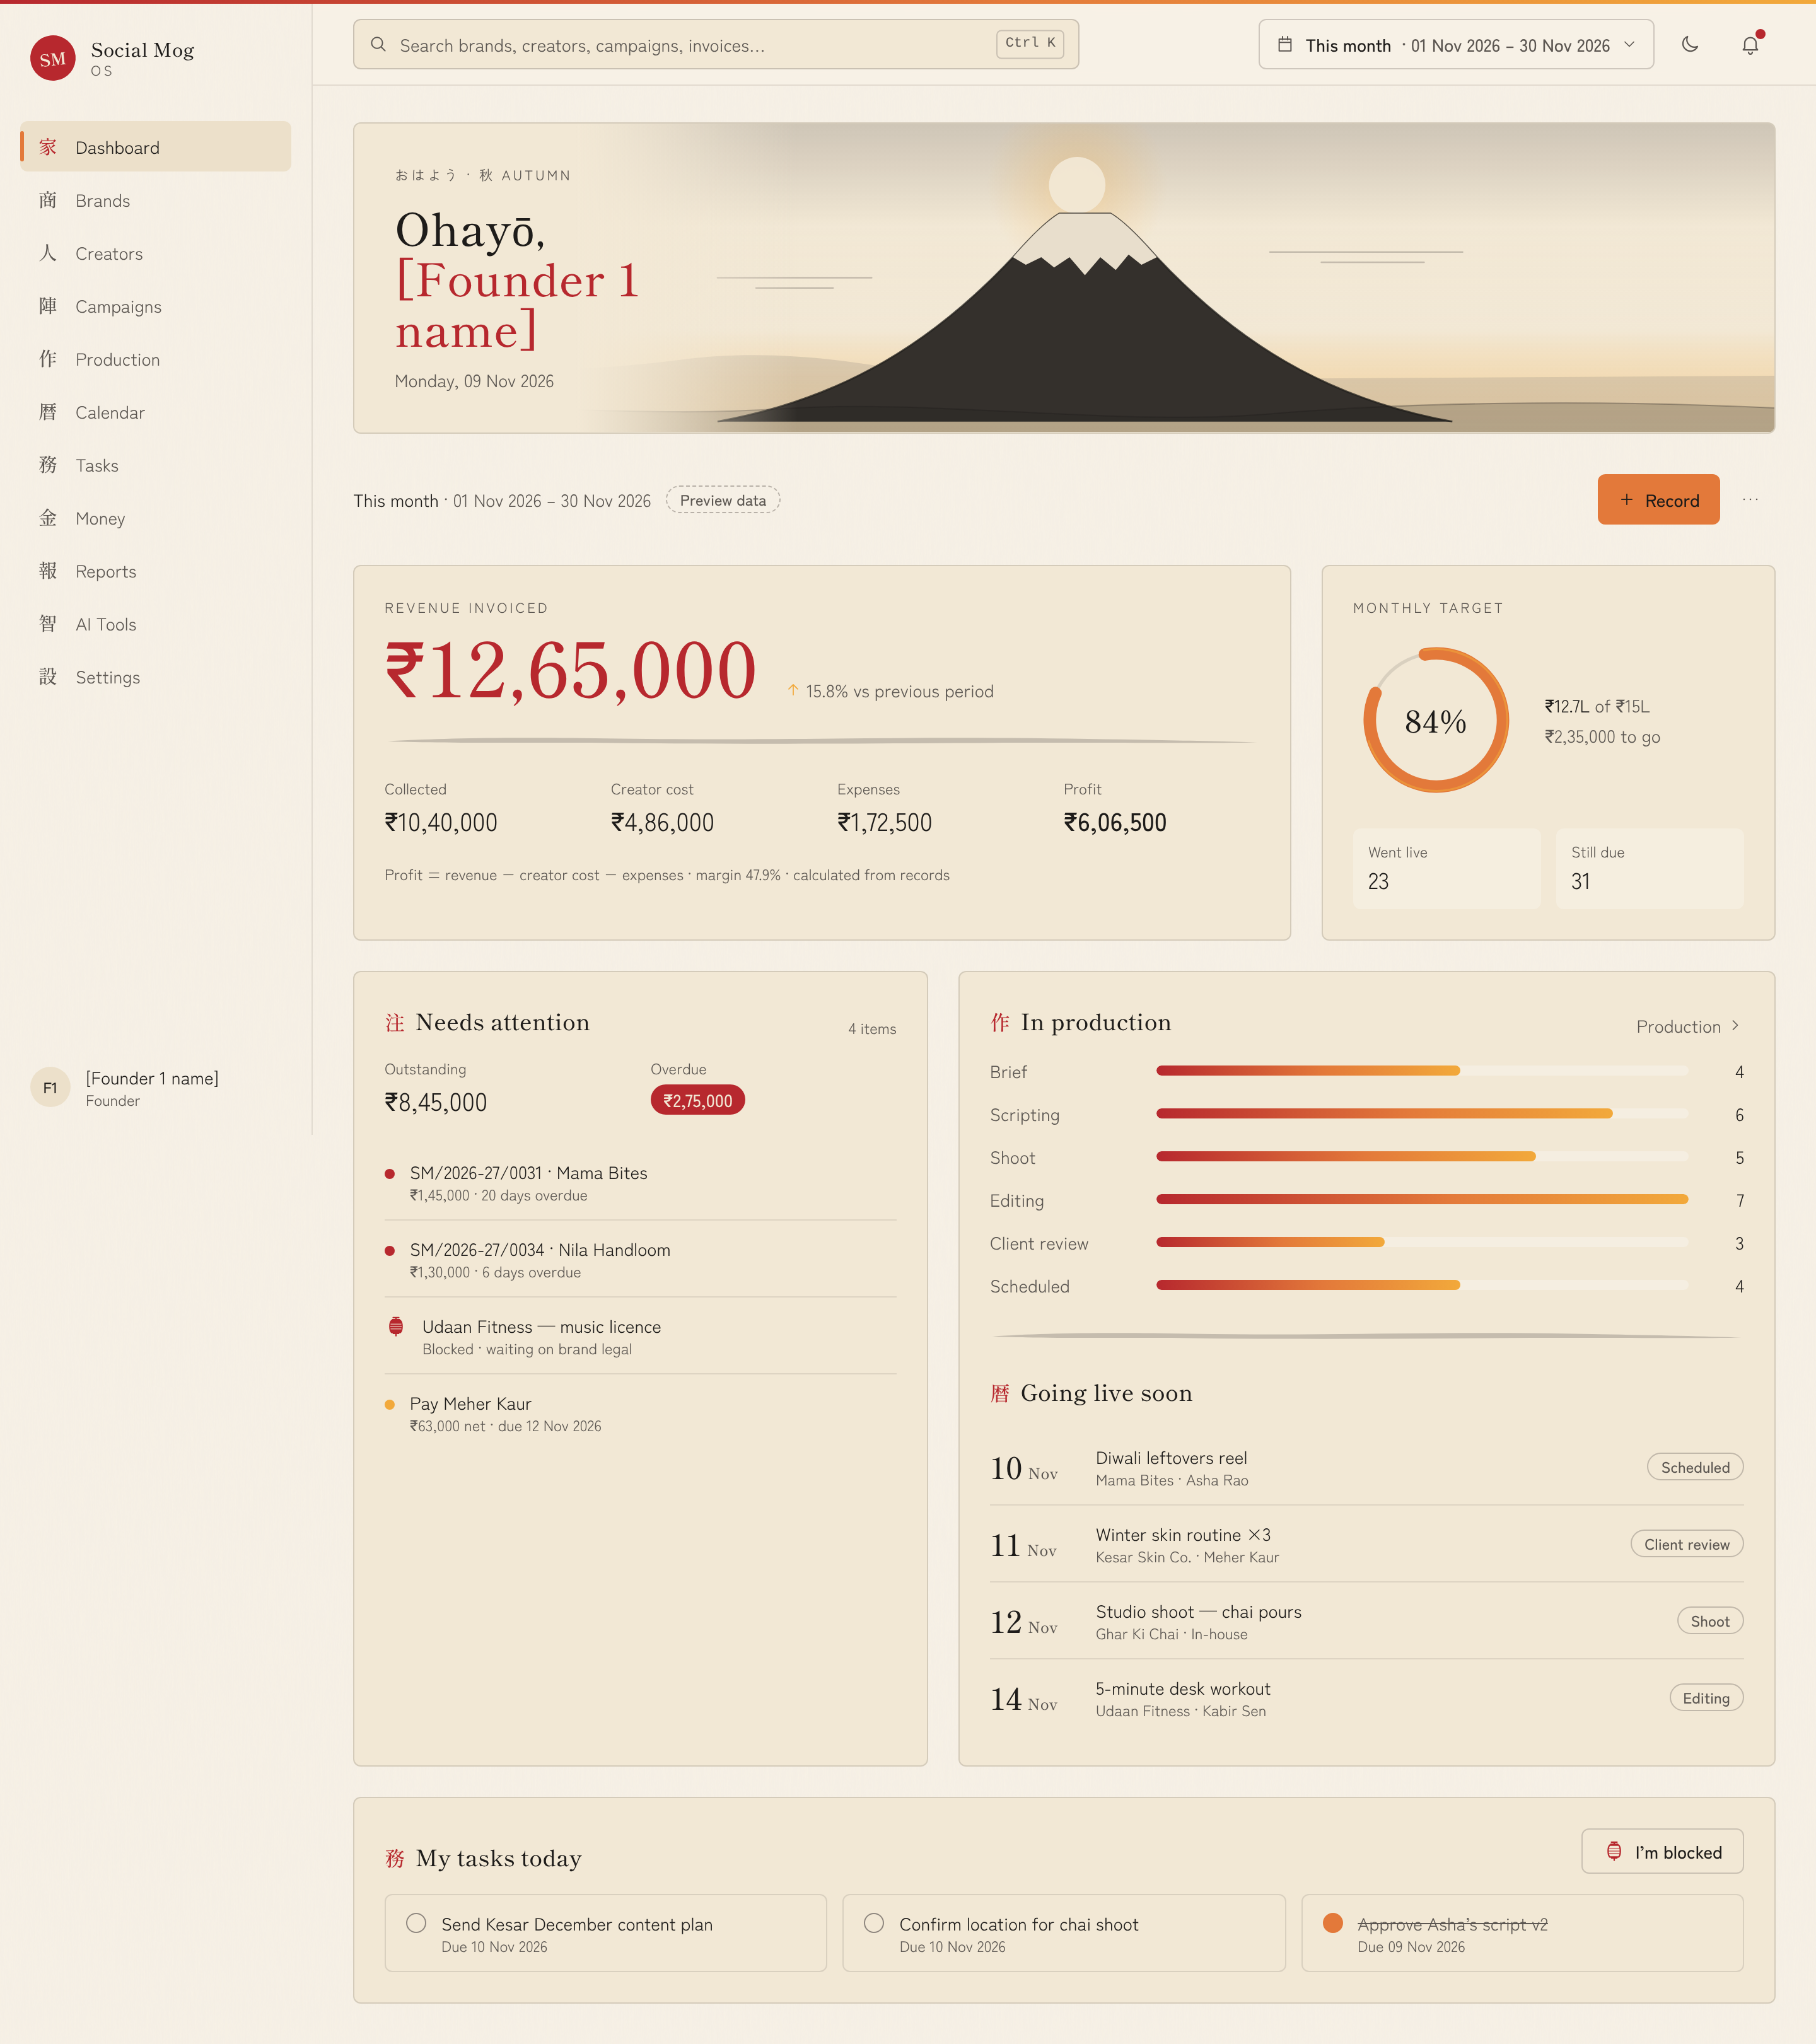 SM
Social Mog
OS
Search brands, creators, campaigns, invoices…
Ctrl K
This month · 01 Nov 2026 – 30 Nov 2026
家 Dashboard
商 Brands
人 Creators
陣 Campaigns
作 Production
暦 Calendar
務 Tasks
金 Money
報 Reports
智 AI Tools
設 Settings
F1
[Founder 1 name]
Founder
おはよう · 秋 AUTUMN
Ohayō,
[Founder 1
name]
Monday, 09 Nov 2026
This month · 01 Nov 2026 – 30 Nov 2026
Preview data
+ Record
...
REVENUE INVOICED
₹12,65,000
↑ 15.8% vs previous period
Collected
₹10,40,000
Creator cost
₹4,86,000
Expenses
₹1,72,500
Profit
₹6,06,500
Profit = revenue − creator cost − expenses · margin 47.9% · calculated from records
MONTHLY TARGET
84%
₹12.7L of ₹15L
₹2,35,000 to go
Went live
23
Still due
31
注 Needs attention
4 items
Outstanding
₹8,45,000
Overdue
₹2,75,000
SM/2026-27/0031 · Mama Bites
₹1,45,000 · 20 days overdue
SM/2026-27/0034 · Nila Handloom
₹1,30,000 · 6 days overdue
Udaan Fitness — music licence
Blocked · waiting on brand legal
Pay Meher Kaur
₹63,000 net · due 12 Nov 2026
作 In production
Production
Brief 4
Scripting 6
Shoot 5
Editing 7
Client review 3
Scheduled 4
暦 Going live soon
10 Nov
Diwali leftovers reel
Mama Bites · Asha Rao
Scheduled
11 Nov
Winter skin routine ×3
Kesar Skin Co. · Meher Kaur
Client review
12 Nov
Studio shoot — chai pours
Ghar Ki Chai · In-house
Shoot
14 Nov
5-minute desk workout
Udaan Fitness · Kabir Sen
Editing
務 My tasks today
I'm blocked
Send Kesar December content plan
Due 10 Nov 2026
Confirm location for chai shoot
Due 10 Nov 2026
Approve Asha's script v2
Due 09 Nov 2026